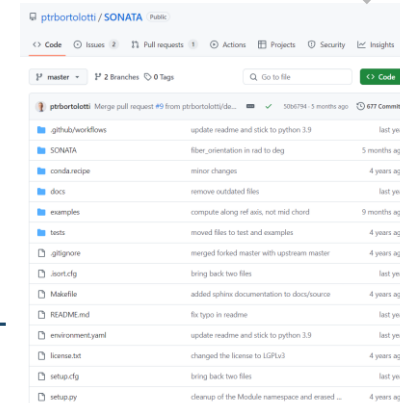 ptrbortolotti / SONATA Public
Code Issues 2 Pull requests 1 Actions Projects Security Insights
master 2 Branches 0 Tags Go to file Code
ptrbortolotti Merge pull request #9 from ptrbortolotti/de... 50b6794 · 5 months ago 677 Commit
.github/workflows update readme and stick to python 3.9 last ye
SONATA fiber_orientation in rad to deg 5 months ag
conda.recipe minor changes 4 years ag
docs remove outdated files last ye
examples compute along ref axis, not mid chord 9 months ag
tests moved files to test and examples 4 years ag
.gitignore merged forked master with upstream master 4 years ag
.isort.cfg bring back two files last ye
Makefile added sphinx documentation to docs/source 4 years ag
README.md fix typo in readme last ye
environment.yaml update readme and stick to python 3.9 last ye
license.txt changed the license to LGPLv3 4 years ag
setup.cfg bring back two files last ye
setup.py cleanup of the Module namespace and erased ... 4 years ag